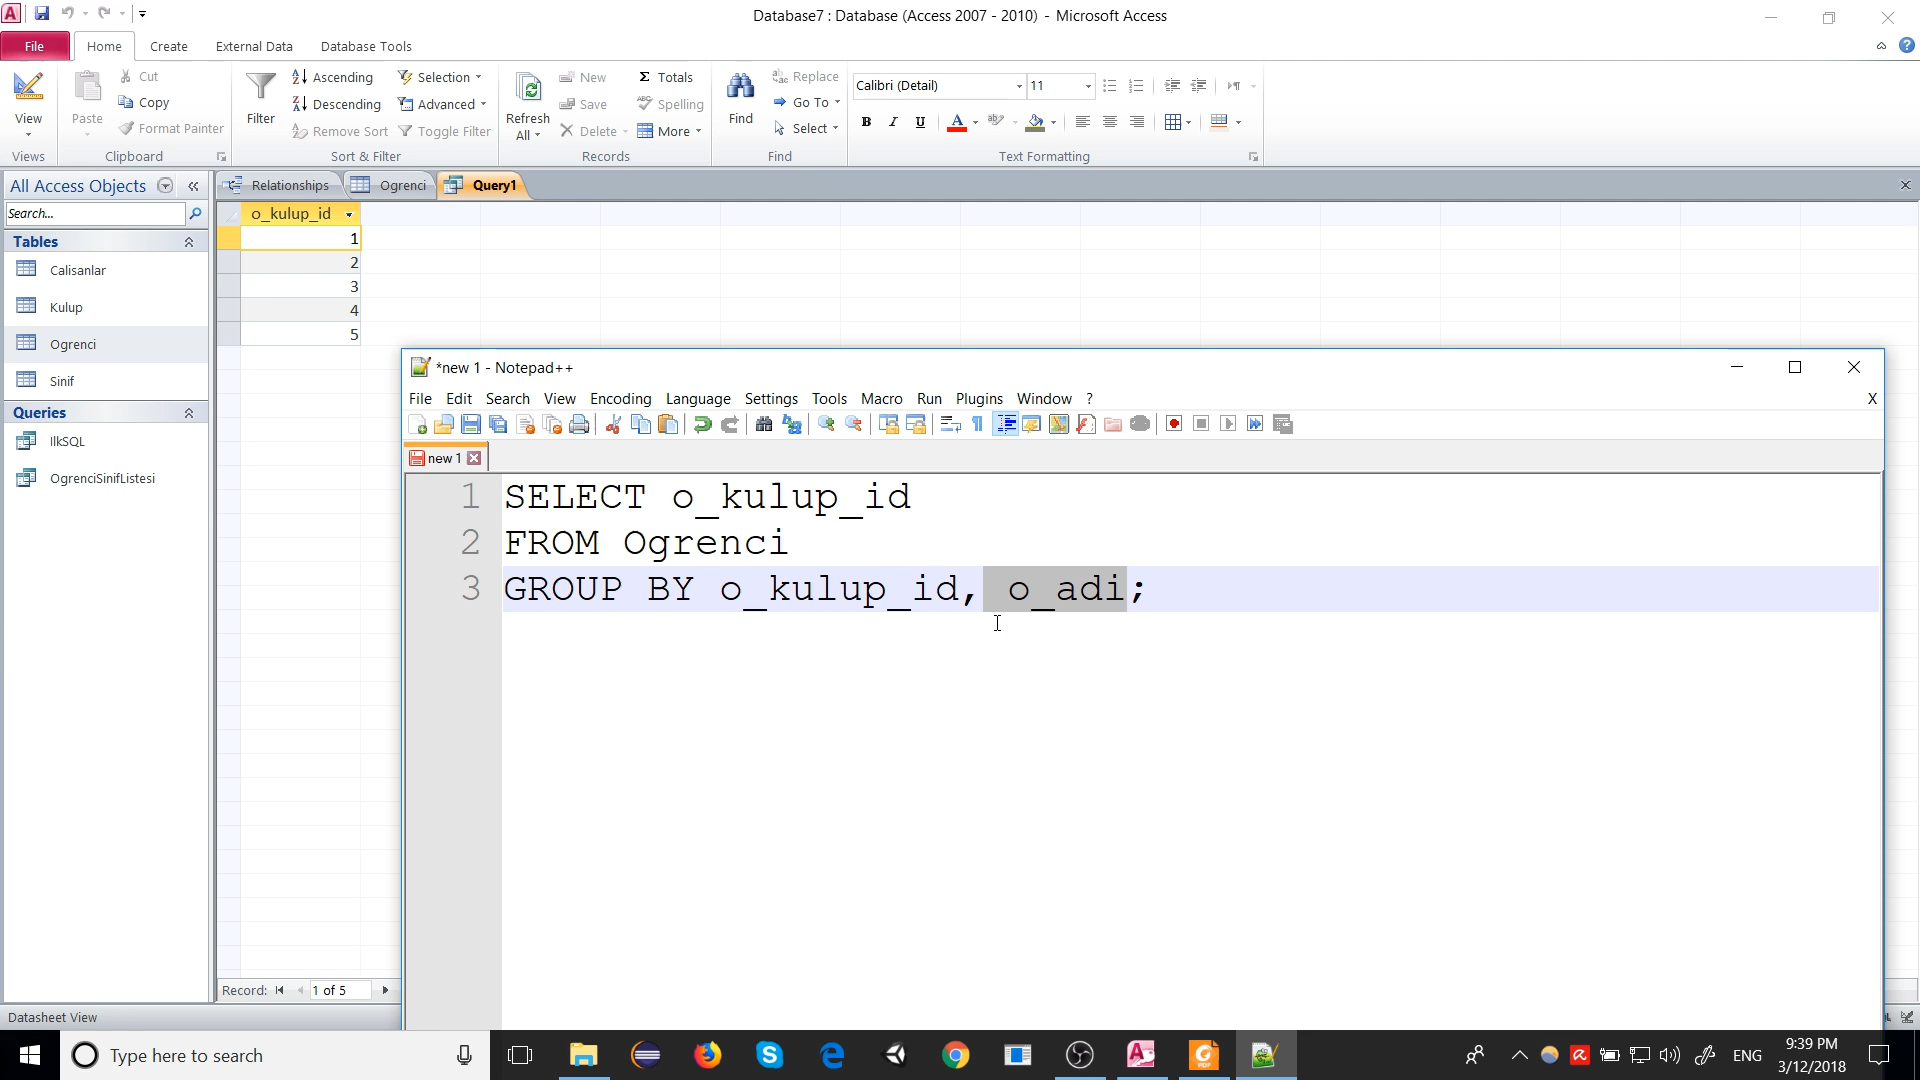 Database7 : Database (Access 2007 - 2010) - Microsoft Access
File Home Create External Data Database Tools
View Paste Cut Copy Format Painter
Filter Ascending Descending Remove Sort Selection Advanced Toggle Filter
Refresh All New Save Delete Totals Spelling More
Find Replace Go To Select
Calibri (Detail) 11
B I U A
Views Clipboard Sort & Filter Records Find Text Formatting
All Access Objects
Search...
Tables
Calisanlar
Kulup
Ogrenci
Sinif
Queries
IlkSQL
OgrenciSinifListesi
Relationships Ogrenci Query1
o_kulup_id
1
2
3
4
5
*new 1 - Notepad++
File Edit Search View Encoding Language Settings Tools Macro Run Plugins Window ? X
new 1
1 SELECT o_kulup_id
2 FROM Ogrenci
3 GROUP BY o_kulup_id, o_adi;
Record: 1 of 5
Datasheet View
Type here to search
ENG
9:39 PM
3/12/2018